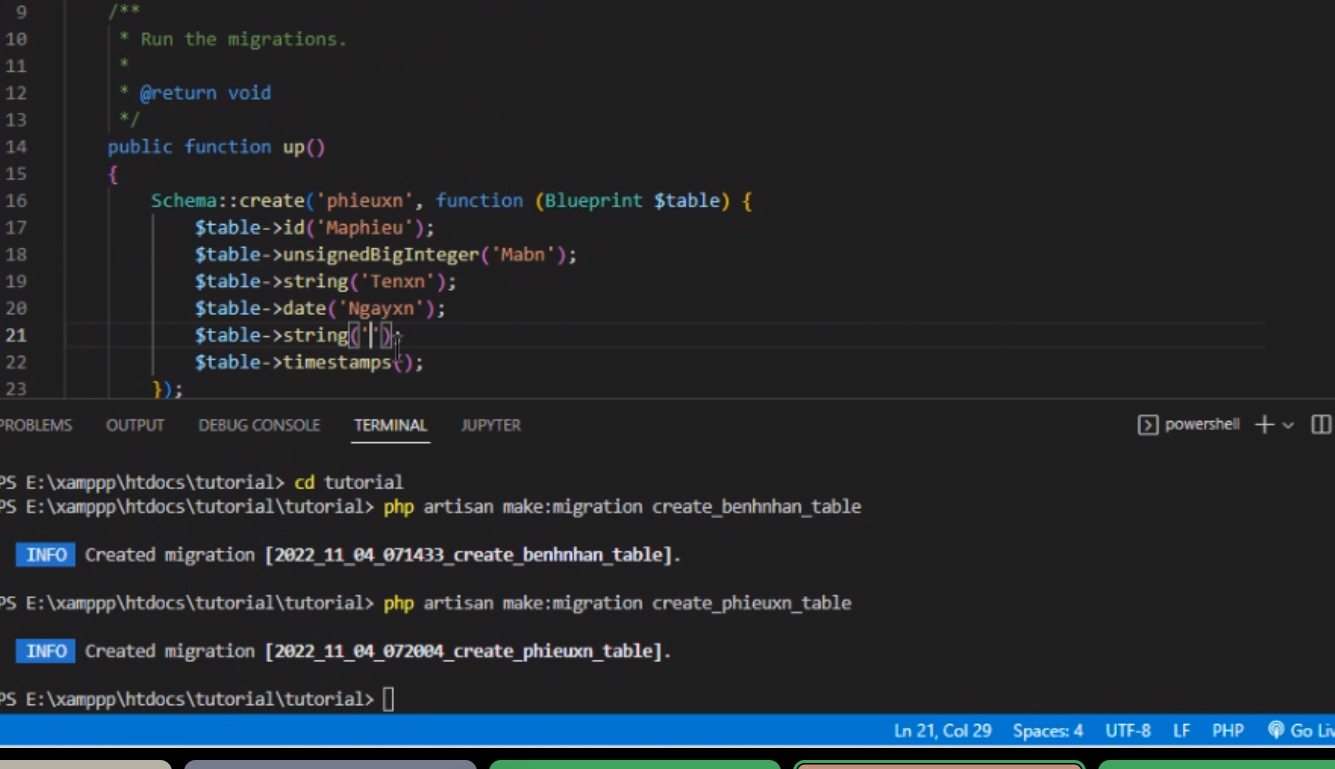 9 /**
10 * Run the migrations.
11 *
12 * @return void
13 */
14 public function up()
15 {
16 Schema::create('phieuxn', function (Blueprint $table) {
17 $table->id('Maphieu');
18 $table->unsignedBigInteger('Mabn');
19 $table->string('Tenxn');
20 $table->date('Ngayxn');
21 $table->string('');
22 $table->timestamps();
23 });
PROBLEMS OUTPUT DEBUG CONSOLE TERMINAL JUPYTER powershell
PS E:\xamppp\htdocs\tutorial> cd tutorial
PS E:\xamppp\htdocs\tutorial\tutorial> php artisan make:migration create_benhnhan_table
INFO Created migration [2022_11_04_071433_create_benhnhan_table].
PS E:\xamppp\htdocs\tutorial\tutorial> php artisan make:migration create_phieuxn_table
INFO Created migration [2022_11_04_072004_create_phieuxn_table].
PS E:\xamppp\htdocs\tutorial\tutorial>
Ln 21, Col 29 Spaces: 4 UTF-8 LF PHP Go Liv